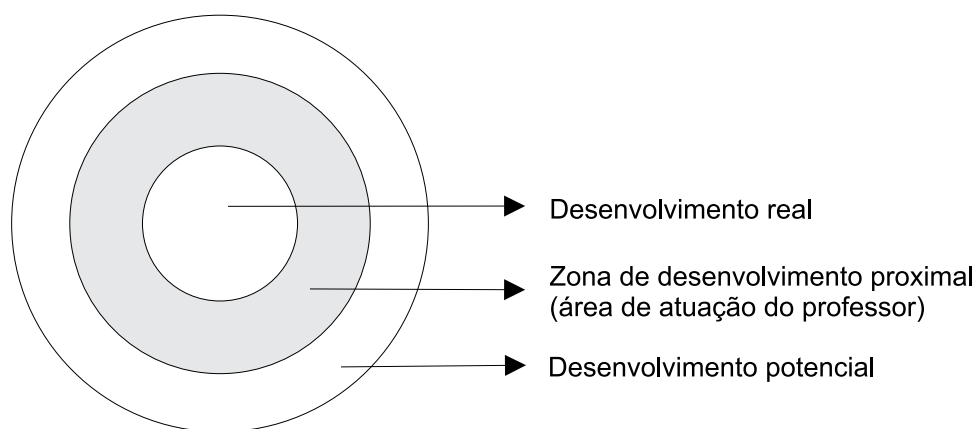 Desenvolvimento real
Zona de desenvolvimento proximal
(área de atuação do professor)
Desenvolvimento potencial